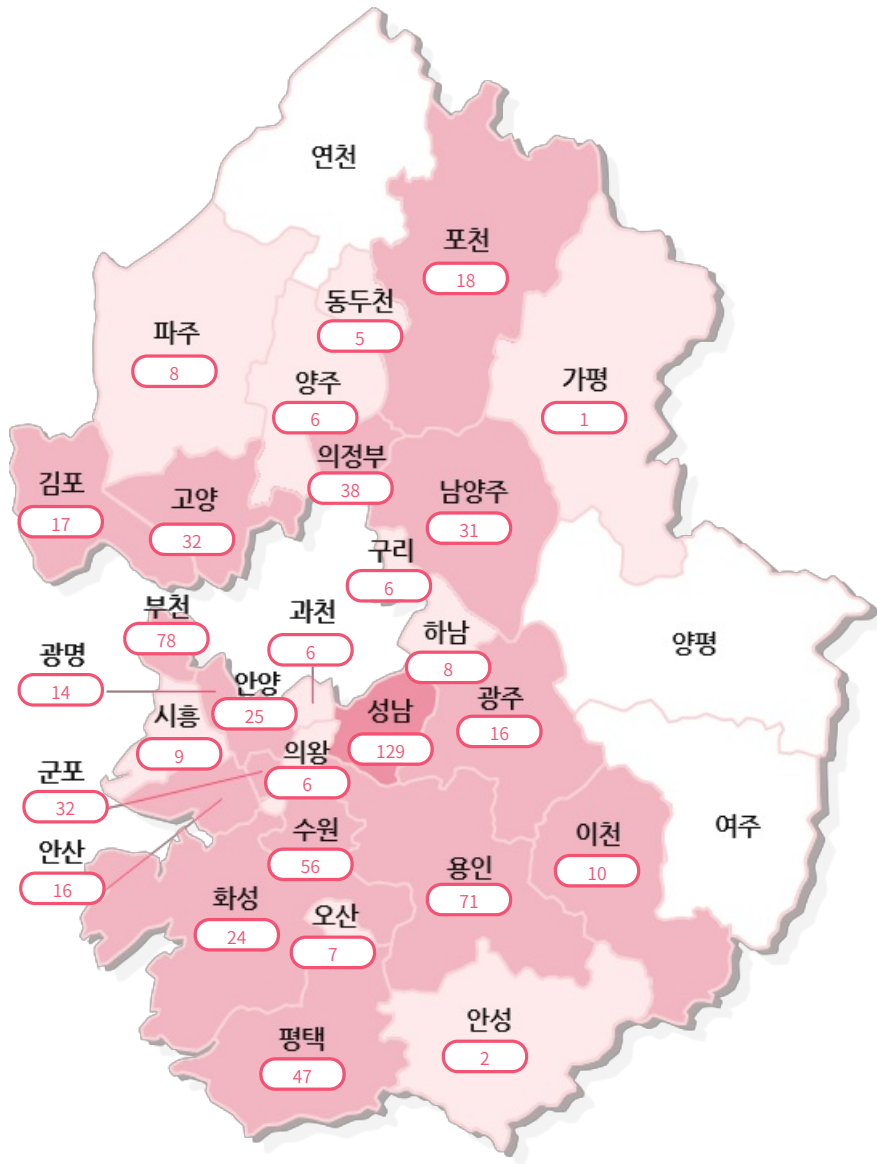 연천
포천
18
동두천
5
파주
8
양주
6
가평
1
의정부
38
김포
17
고양
32
남양주
31
구리
6
부천
78
과천
6
하남
8
양평
광명
14
안양
25
성남
129
광주
16
시흥
9
의왕
6
군포
32
수원
56
이천
10
여주
안산
16
용인
71
화성
24
오산
7
안성
2
평택
47